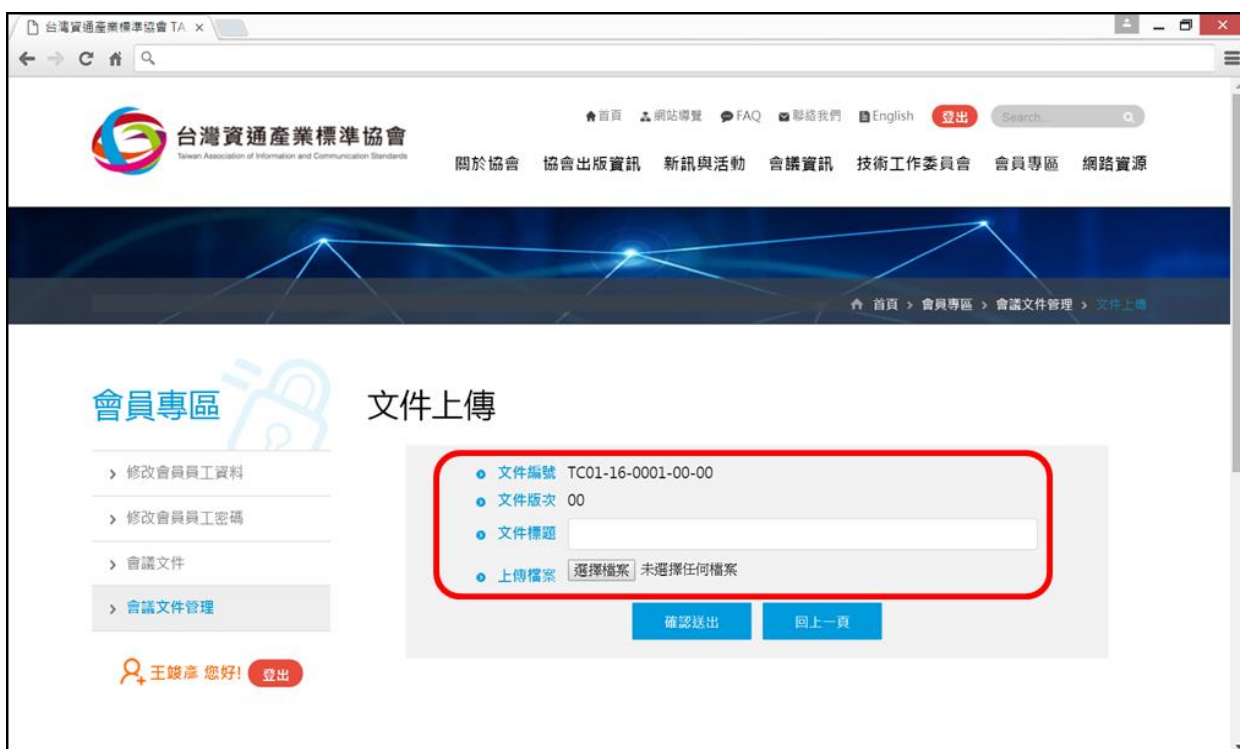 台灣資通產業標準協會 TA
首頁 網站導覽 FAQ 聯絡我們 English 登出 Search...
台灣資通產業標準協會
Taiwan Association of Information and Communication Standards
關於協會 協會出版資訊 新訊與活動 會議資訊 技術工作委員會 會員專區 網路資源
首頁 > 會員專區 > 會議文件管理 > 文件上傳
會員專區
文件上傳
修改會員員工資料
修改會員員工密碼
會議文件
會議文件管理
王竣彥 您好! 登出
文件編號 TC01-16-0001-00-00
文件版次 00
文件標題
上傳檔案 選擇檔案 未選擇任何檔案
確認送出 回上一頁